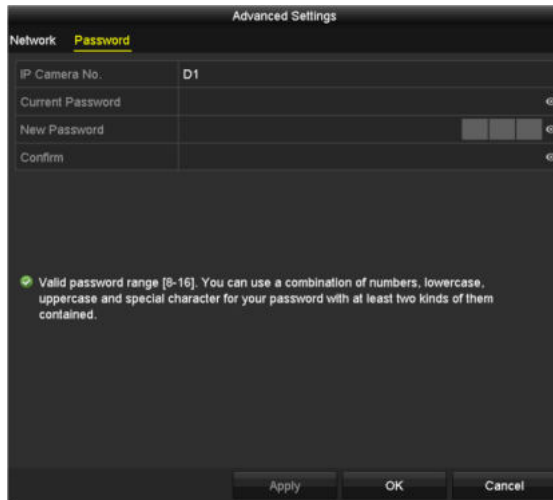 Advanced Settings
Network Password
IP Camera No. D1
Current Password
New Password
Confirm
Valid password range [8-16]. You can use a combination of numbers, lowercase,
uppercase and special character for your password with at least two kinds of them
contained.
Apply OK Cancel